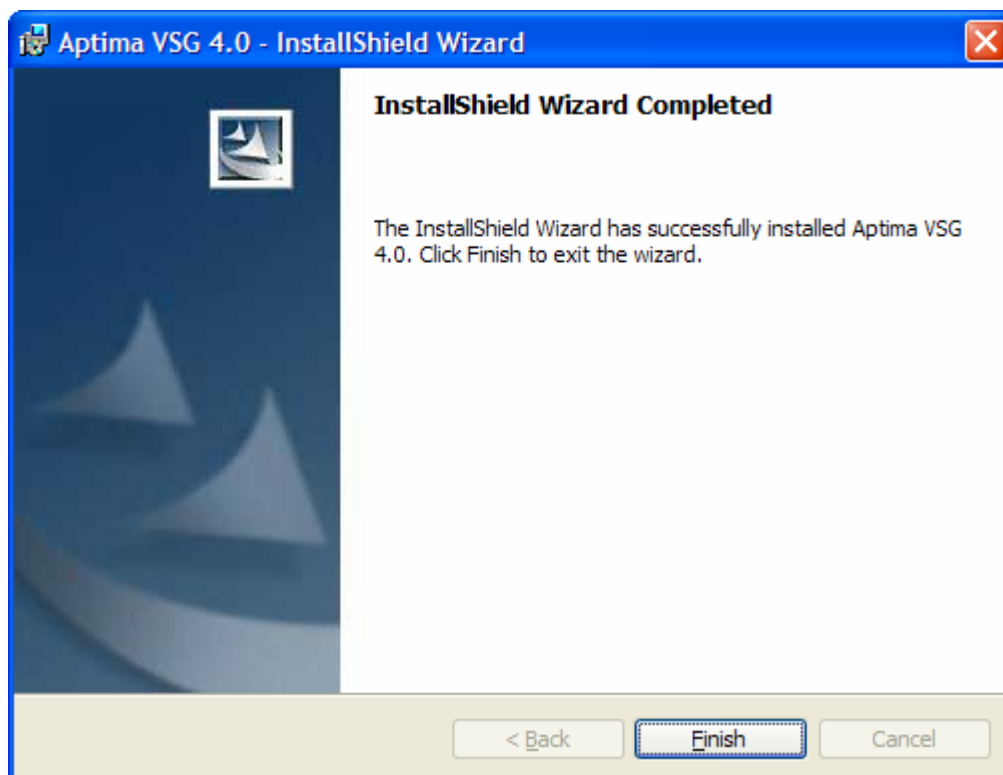 Aptima VSG 4.0 - InstallShield Wizard
InstallShield Wizard Completed
The InstallShield Wizard has successfully installed Aptima VSG
4.0. Click Finish to exit the wizard.
< Back Finish Cancel